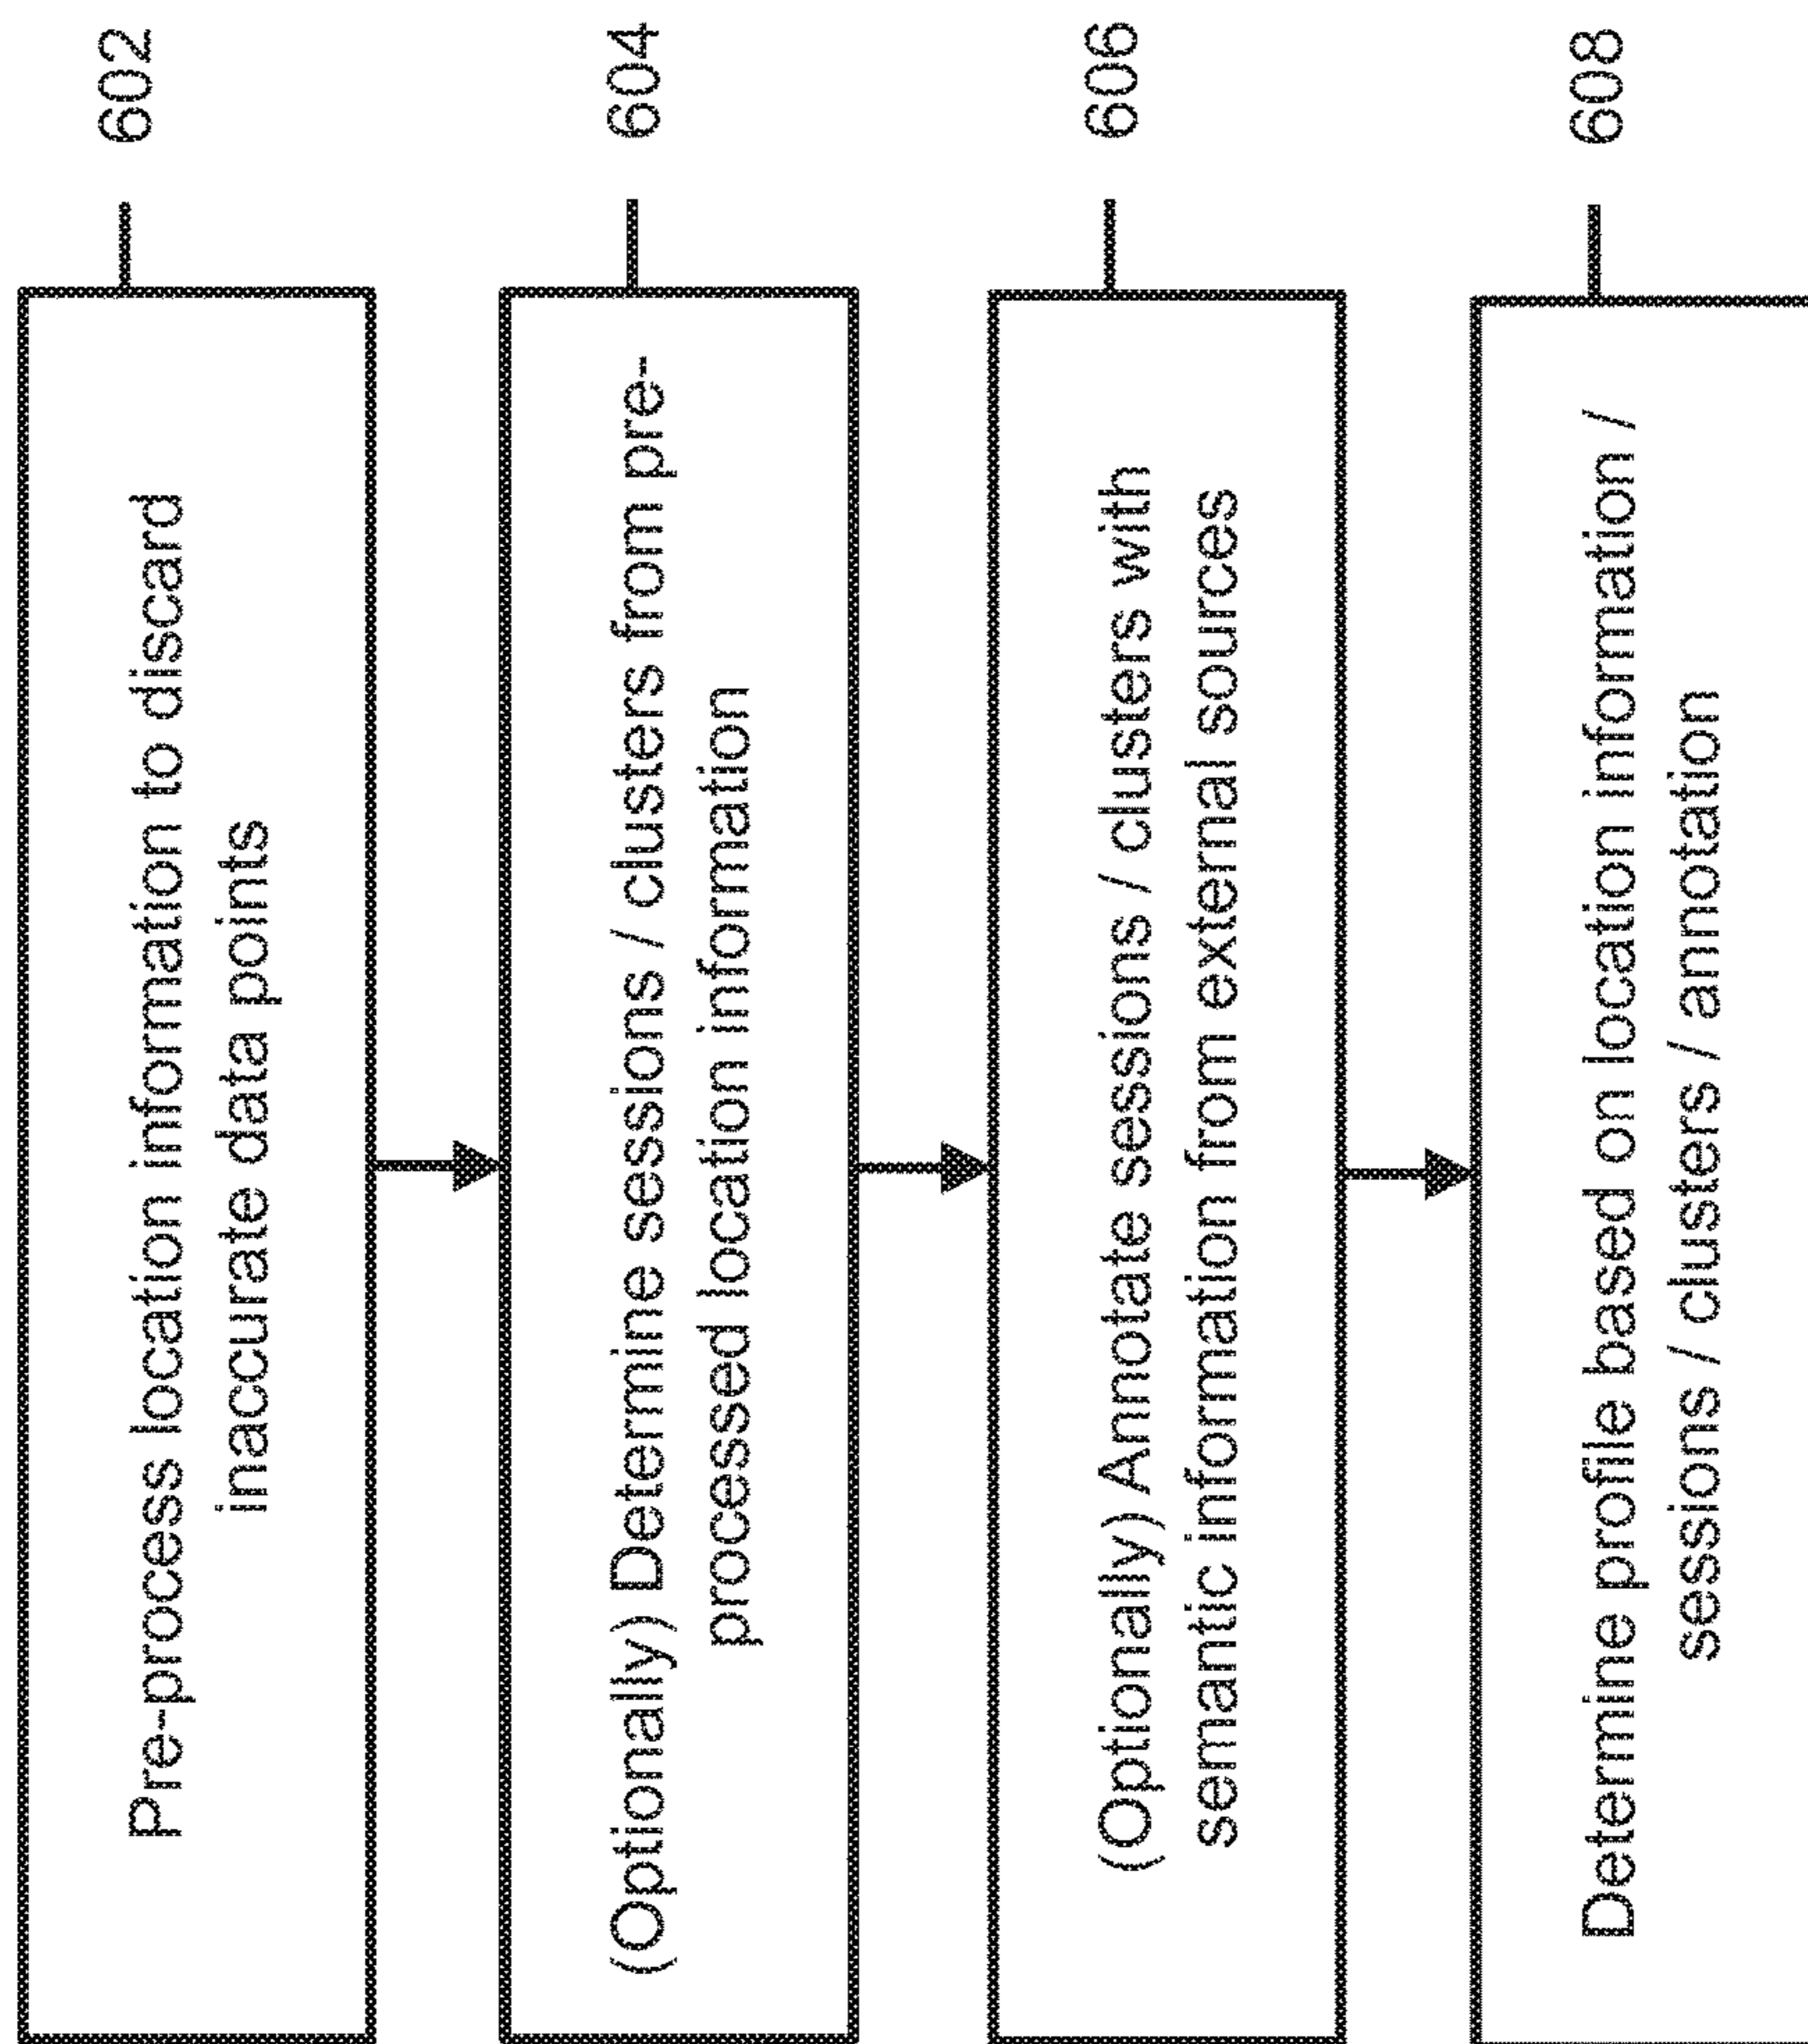 Pre-process location information to discard
inaccurate data points
602
(Optionally) Determine sessions / clusters from pre-
processed location information
604
(Optionally) Annotate sessions / clusters with
semantic information from external sources
606
Determine profile based on location information /
sessions / clusters / annotation
608